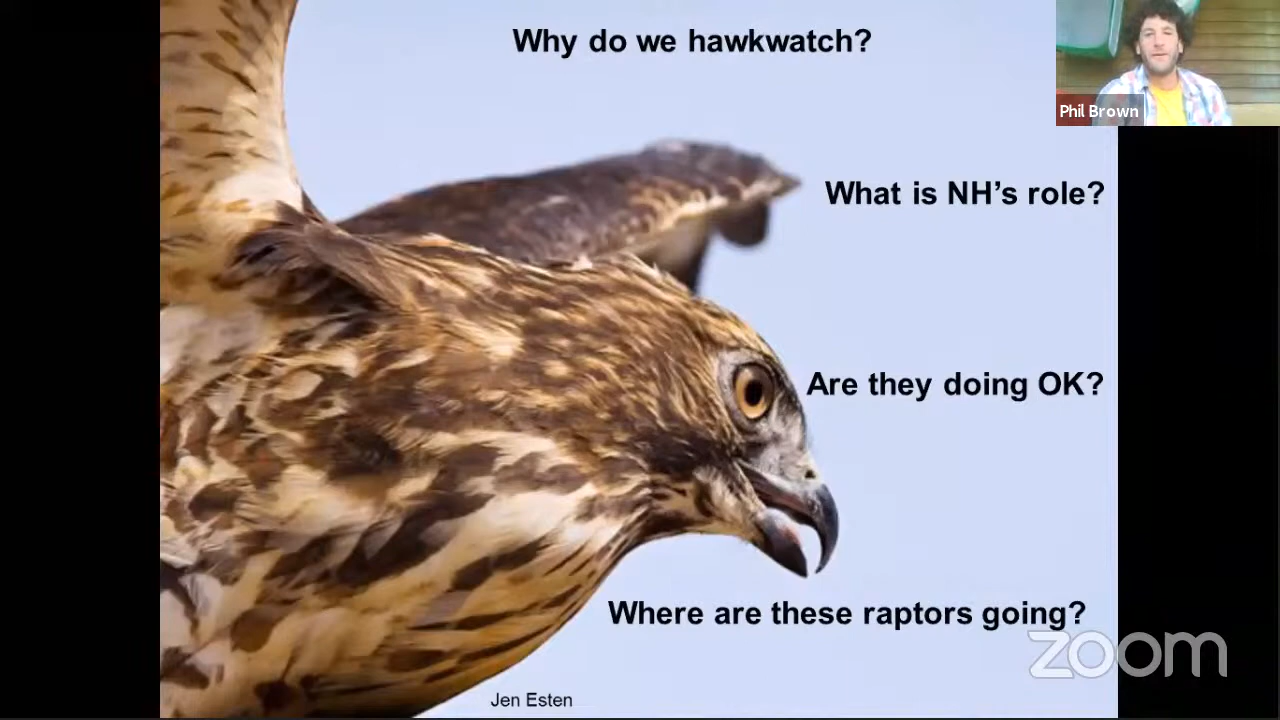 Why do we hawkwatch?
Phil Brown
What is NH’s role?
Are they doing OK?
Where are these raptors going?
zoom
Jen Esten